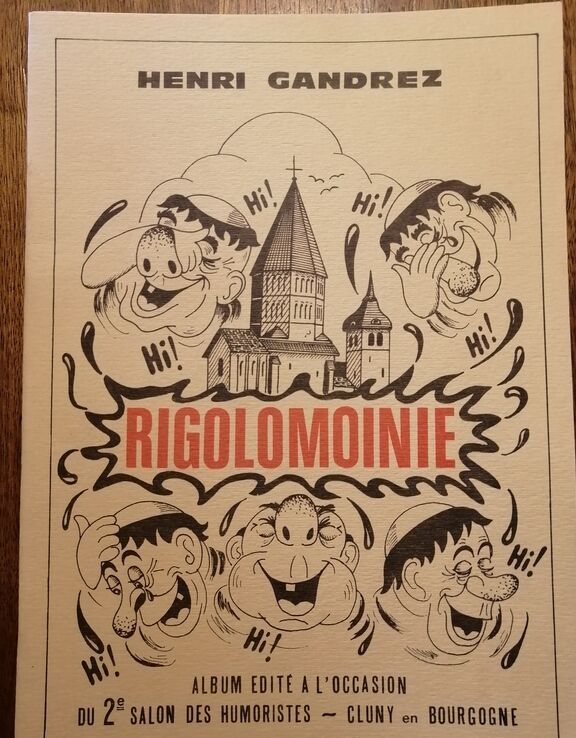 HENRI GANDREZ
Hi!
Hi!
Hi!
Hi!
RIGOLOMOINIE
Hi!
Hi!
Hi!
ALBUM EDITÉ A L'OCCASION
DU 2e SALON DES HUMORISTES - CLUNY en BOURGOGNE